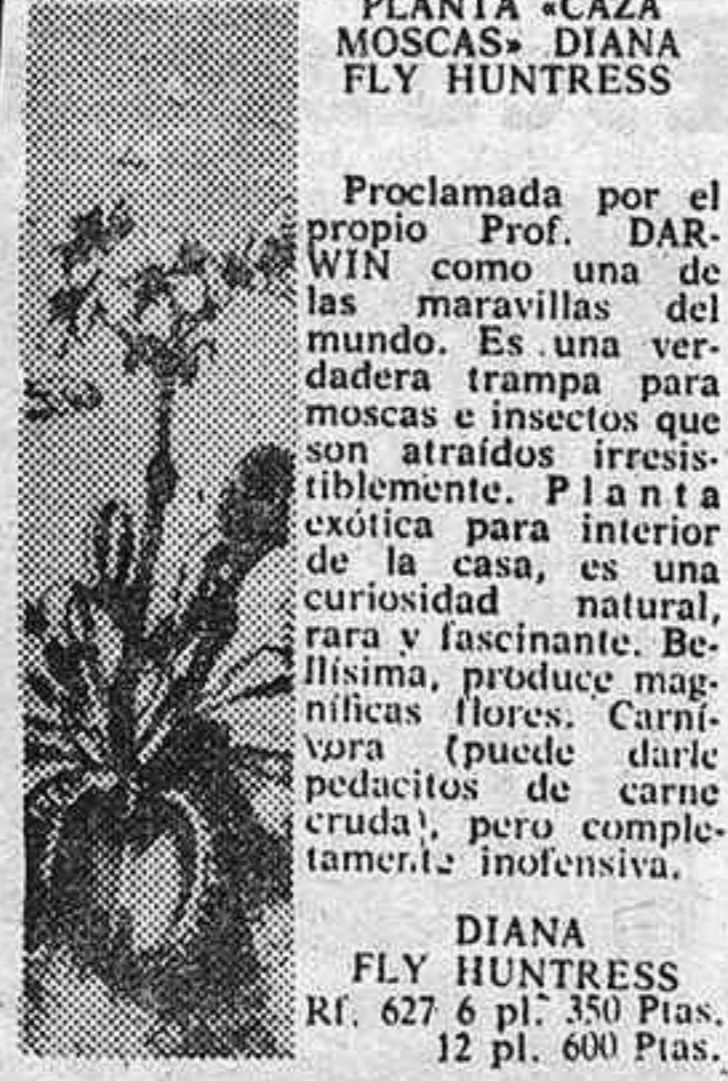 PLANTA «CAZA
MOSCAS» DIANA
FLY HUNTRESS
Proclamada por el
propio Prof. DAR-
WIN como una de
las maravillas del
mundo. Es una ver-
dadera trampa para
moscas e insectos que
son atraídos irresis-
tiblemente. Planta
exótica para interior
de la casa, es una
curiosidad natural,
rara y fascinante. Be-
llísima, produce mag-
níficas flores. Carní-
vora (puede darle
pedacitos de carne
cruda), pero comple-
tamente inofensiva.
DIANA
FLY HUNTRESS
Rf. 627 6 pl. 350 Ptas.
12 pl. 600 Ptas.